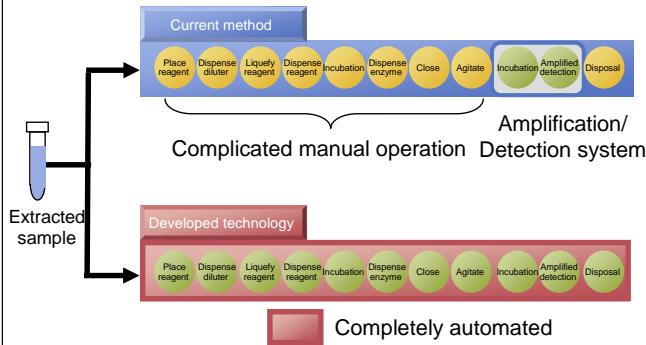 Current method
Place reagent
Dispense diluter
Liquefy reagent
Dispense reagent
Incubation
Dispense enzyme
Close
Agitate
Incubation
Amplified detection
Disposal
Complicated manual operation
Amplification/
Detection system
Extracted
sample
Developed technology
Place reagent
Dispense diluter
Liquefy reagent
Dispense reagent
Incubation
Dispense enzyme
Close
Agitate
Incubation
Amplified detection
Disposal
Completely automated